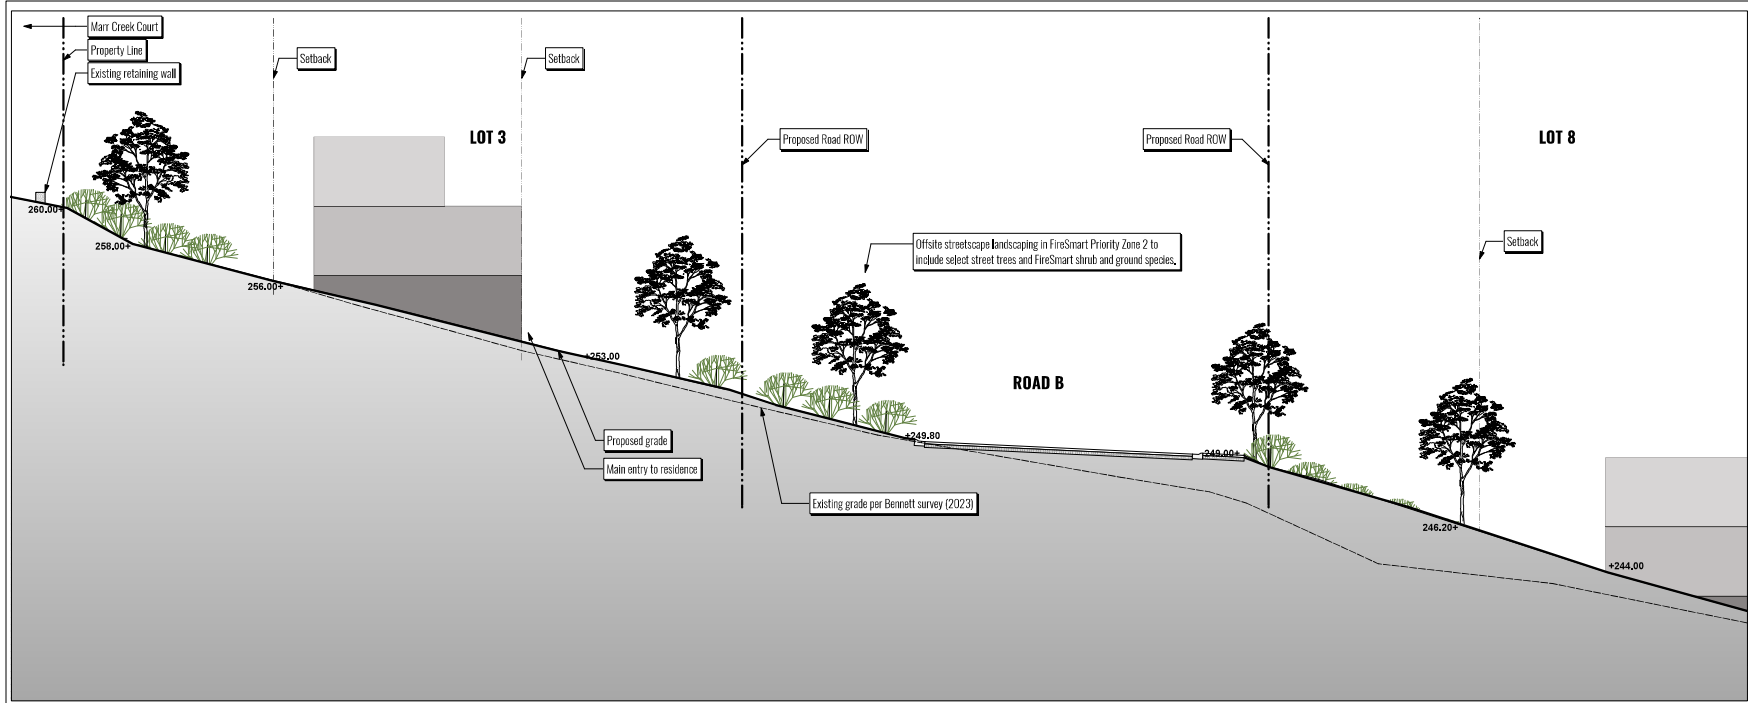 Marr Creek Court
Property Line
Existing retaining wall
Setback
Setback
LOT 3
Proposed Road ROW
Proposed Road ROW
LOT 8
260.00+
258.00+
256.00+
Offsite streetscape landscaping in FireSmart Priority Zone 2 to
include select street trees and FireSmart shrub and ground species.
Setback
+253.00
ROAD B
Proposed grade
Main entry to residence
+249.80
249.00+
Existing grade per Bennett survey (2023)
246.20+
+244.00